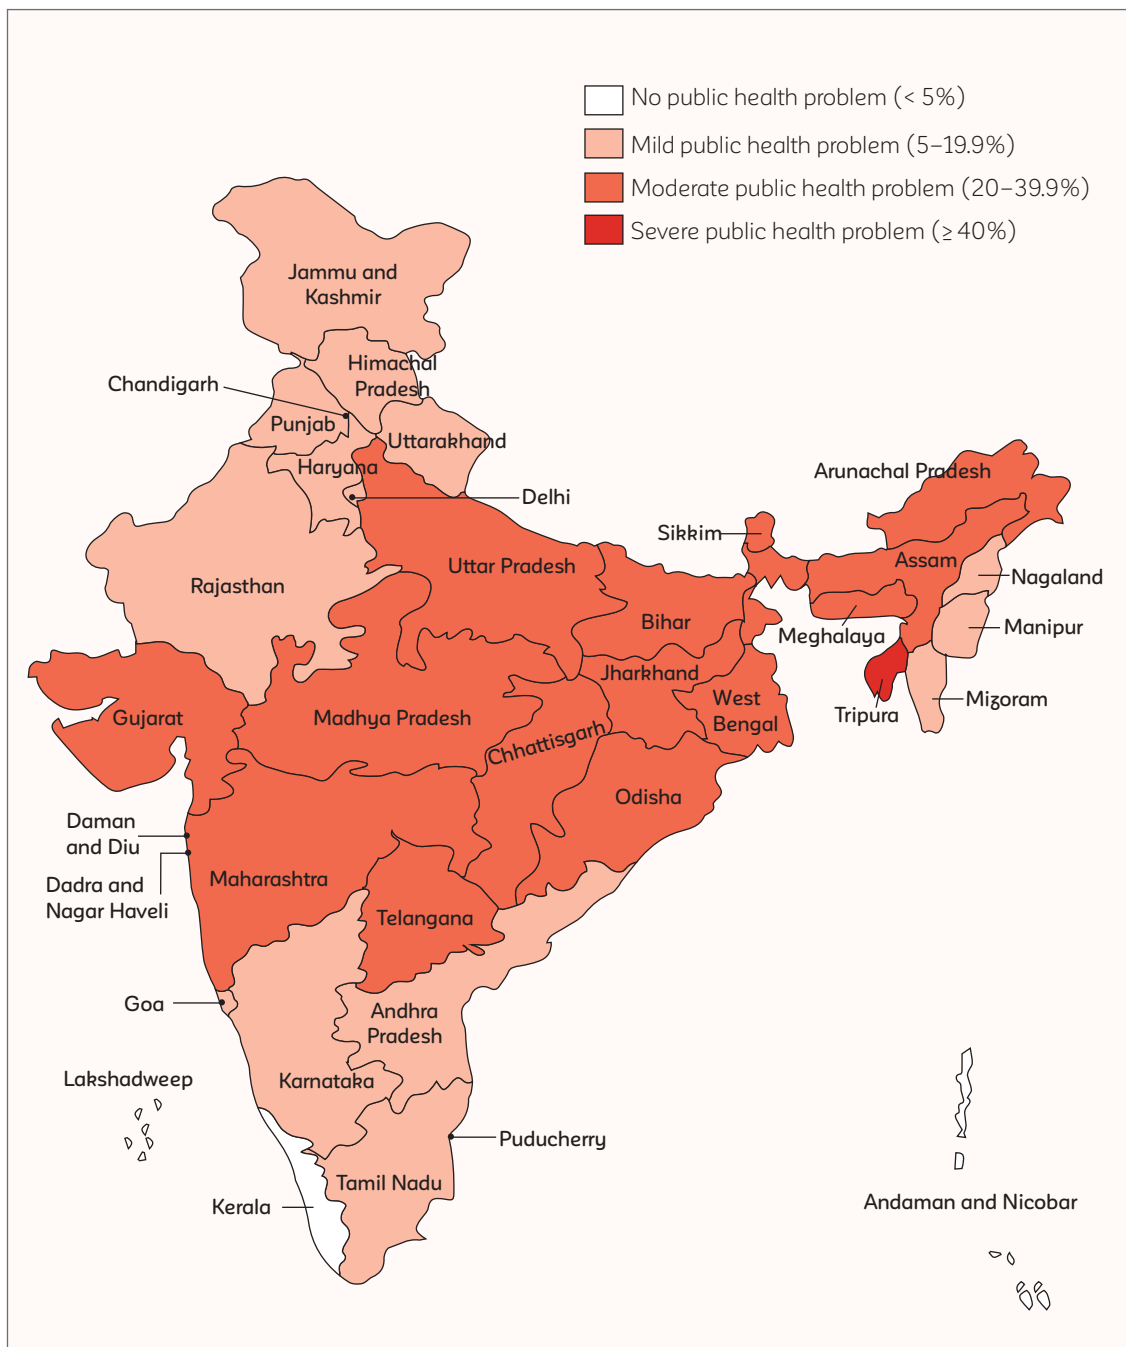 No public health problem (< 5%)
Mild public health problem (5–19.9%)
Moderate public health problem (20–39.9%)
Severe public health problem (≥ 40%)
Jammu and
Kashmir
Himachal
Pradesh
Chandigarh
Punjab
Uttarakhand
Haryana
Delhi
Arunachal Pradesh
Sikkim
Assam
Uttar Pradesh
Nagaland
Rajasthan
Bihar
Meghalaya
Manipur
Jharkhand
Mizoram
West
Bengal
Tripura
Gujarat
Madhya Pradesh
Chhattisgarh
Odisha
Daman
and Diu
Dadra and
Nagar Haveli
Maharashtra
Telangana
Goa
Andhra
Pradesh
Lakshadweep
Karnataka
Puducherry
Tamil Nadu
Kerala
Andaman and Nicobar